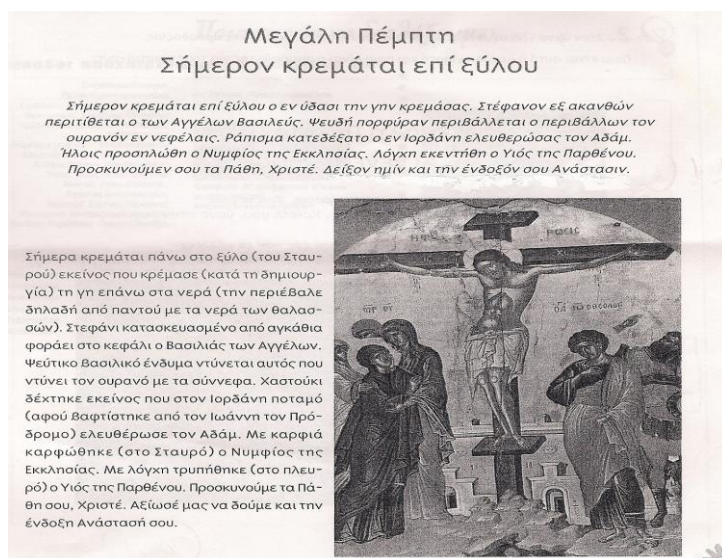 Μεγάλη Πέμπτη
Σήμερον κρεμάται επί ξύλου
Σήμερον κρεμάται επί ξύλου ο εν ύδασι την γην κρεμάσας. Στέφανον εξ ακανθών
περιτίθεται ο των Αγγέλων Βασιλεύς. Ψευδή πορφύραν περιβάλλεται ο περιβάλλων τον
ουρανόν εν νεφέλαις. Ράπισμα κατεδέξατο ο εν Ιορδάνη ελευθερώσας τον Αδάμ.
Ήλοις προσηλώθη ο Νυμφίος της Εκκλησίας. Λόγχη εκεντήθη ο Υιός της Παρθένου.
Προσκυνούμεν σου τα Πάθη, Χριστέ. Δείξον ημίν και την ένδοξόν σου Ανάστασιν.
Σήμερα κρεμάται πάνω στο ξύλο (του Σταυ-
ρού) εκείνος που κρέμασε (κατά τη δημιουρ-
γία) τη γη επάνω στα νερά (την περιέβαλε
δηλαδή από παντού με τα νερά των θαλασ-
σών). Στεφάνι κατασκευασμένο από αγκάθια
φοράει στο κεφάλι ο Βασιλιάς των Αγγέλων.
Ψεύτικο βασιλικό ένδυμα ντύνεται αυτός που
ντύνει τον ουρανό με τα σύννεφα. Χαστούκι
δέχτηκε εκείνος που στον Ιορδάνη ποταμό
(αφού βαφτίστηκε από τον Ιωάννη τον Πρό-
δρομο) ελευθέρωσε τον Αδάμ. Με καρφιά
καρφώθηκε (στο Σταυρό) ο Νυμφίος της
Εκκλησίας. Με λόγχη τρυπήθηκε (στο πλευ-
ρό) ο Υιός της Παρθένου. Προσκυνούμε τα Πά-
θη σου, Χριστέ. Αξίωσέ μας να δούμε και την
ένδοξη Ανάστασή σου.